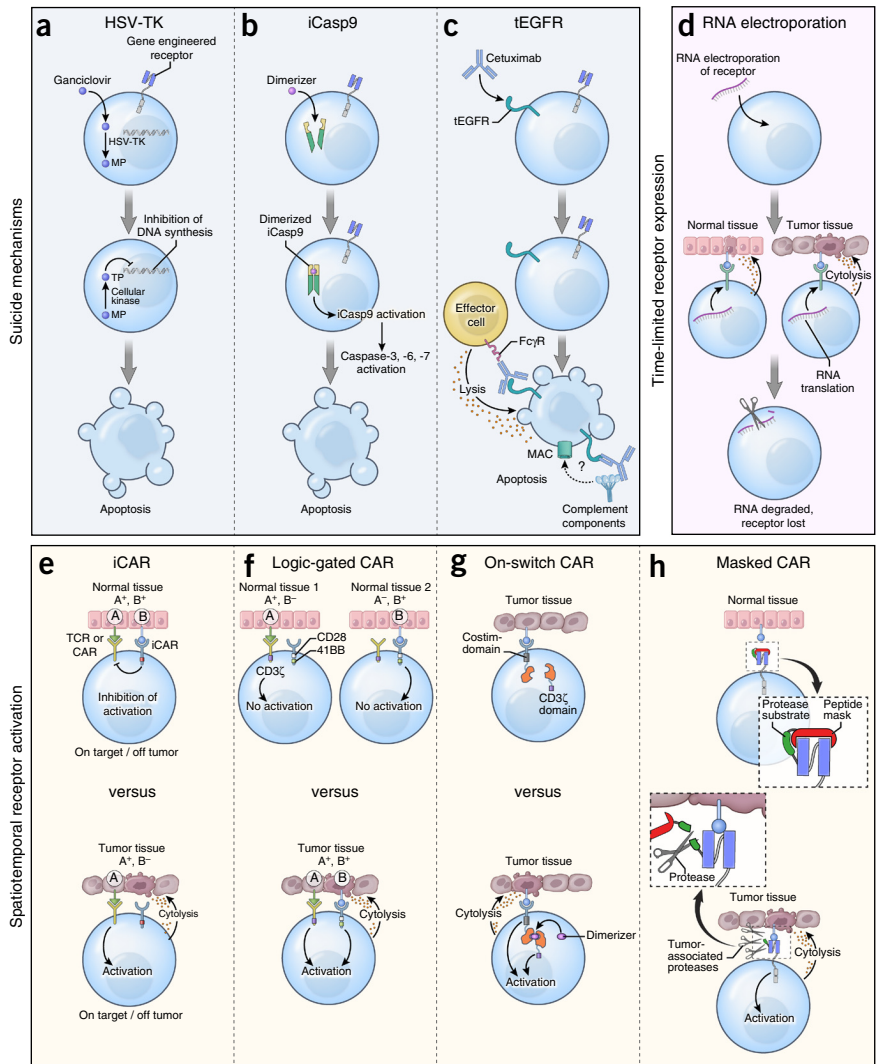 a
HSV-TK
Gene engineered
receptor
Ganciclovir
HSV-TK
MP
Inhibition of
DNA synthesis
TP
Cellular
kinase
MP
Apoptosis
b
iCasp9
Dimerizer
Dimerized
iCasp9
iCasp9 activation
Caspase-3, -6, -7
activation
Apoptosis
c
tEGFR
Cetuximab
tEGFR
Effector
cell
FcγR
Lysis
MAC
?
Apoptosis
Complement
components
Suicide mechanisms
d
RNA electroporation
RNA electroporation
of receptor
Normal tissue
Tumor tissue
Cytolysis
RNA
translation
RNA degraded,
receptor lost
Time-limited receptor expression
e
iCAR
Normal tissue
A⁺, B⁺
A
B
TCR or
CAR
iCAR
Inhibition of
activation
On target / off tumor
versus
Tumor tissue
A⁺, B⁻
A
Cytolysis
Activation
On target / off tumor
f
Logic-gated CAR
Normal tissue 1
A⁺, B⁻
A
Normal tissue 2
A⁻, B⁺
B
CD28
41BB
CD3ζ
No activation
No activation
versus
Tumor tissue
A⁺, B⁺
A
B
Cytolysis
Activation
g
On-switch CAR
Tumor tissue
Costim-
domain
CD3ζ
domain
versus
Tumor tissue
Cytolysis
Dimerizer
Activation
h
Masked CAR
Normal tissue
Protease
substrate
Peptide
mask
Protease
Tumor tissue
Tumor-
associated
proteases
Cytolysis
Activation
Spatiotemporal receptor activation